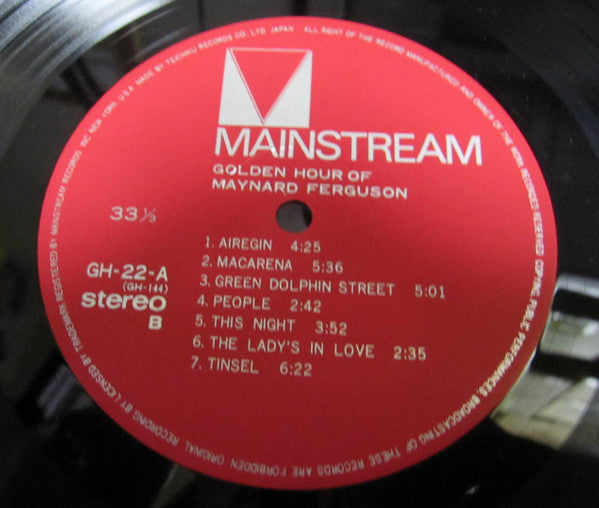 MADE BY TEICHIKU RECORDS CO., LTD. JAPAN ALL RIGHT OF THE RECORD MANUFACTURED AND OWNER OF THE WORK RECORDED RESERVED COPYING PUBLIC PERFORMANCES BROADCASTING OF THESE RECORDS ARE FORBIDDEN ORIGINAL RECORDING BY LICENSED BY TRADEMARK REGISTERED BY MAINSTREAM RECORDS INC NEW YORK, U.S.A.
MAINSTREAM
GOLDEN HOUR OF
MAYNARD FERGUSON
33 1/3
1. AIREGIN 4:25
2. MACARENA 5:36
3. GREEN DOLPHIN STREET 5:01
4. PEOPLE 2:42
5. THIS NIGHT 3:52
6. THE LADY'S IN LOVE 2:35
7. TINSEL 6:22
GH-22-A
(GH-144)
stereo
B